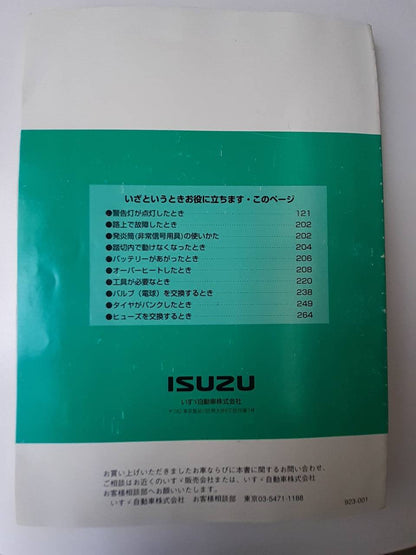 いざというときお役に立ちます・このページ
●警告灯が点灯したとき 121
●路上で故障したとき 202
●発炎筒(非常信号用具)の使いかた 202
●踏切内で動けなくなったとき 204
●バッテリーがあがったとき 206
●オーバーヒートしたとき 208
●工具が必要なとき 220
●バルブ（電球）を交換するとき 238
●タイヤがパンクしたとき 249
●ヒューズを交換するとき 264
ISUZU
いすゞ自動車株式会社
お買い上げいただきましたお車ならびに本書に関するお問い合わせ、
ご相談はお近くのいすゞ販売会社または、いすゞ自動車株式会社
お客様相談部へお願いいたします。
いすゞ自動車株式会社 お客様相談部 東京03-5471-1188
923-001